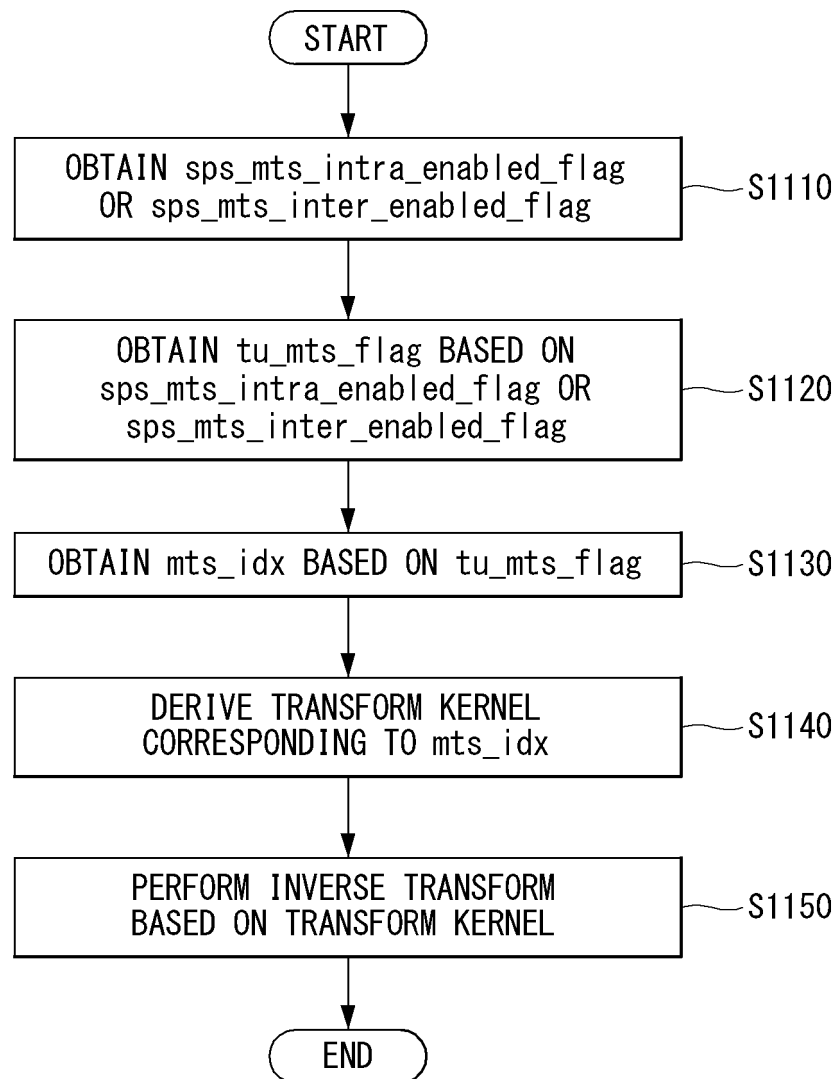 START
OBTAIN sps_mts_intra_enabled_flag
OR sps_mts_inter_enabled_flag
S1110
OBTAIN tu_mts_flag BASED ON
sps_mts_intra_enabled_flag OR
sps_mts_inter_enabled_flag
S1120
OBTAIN mts_idx BASED ON tu_mts_flag
S1130
DERIVE TRANSFORM KERNEL
CORRESPONDING TO mts_idx
S1140
PERFORM INVERSE TRANSFORM
BASED ON TRANSFORM KERNEL
S1150
END